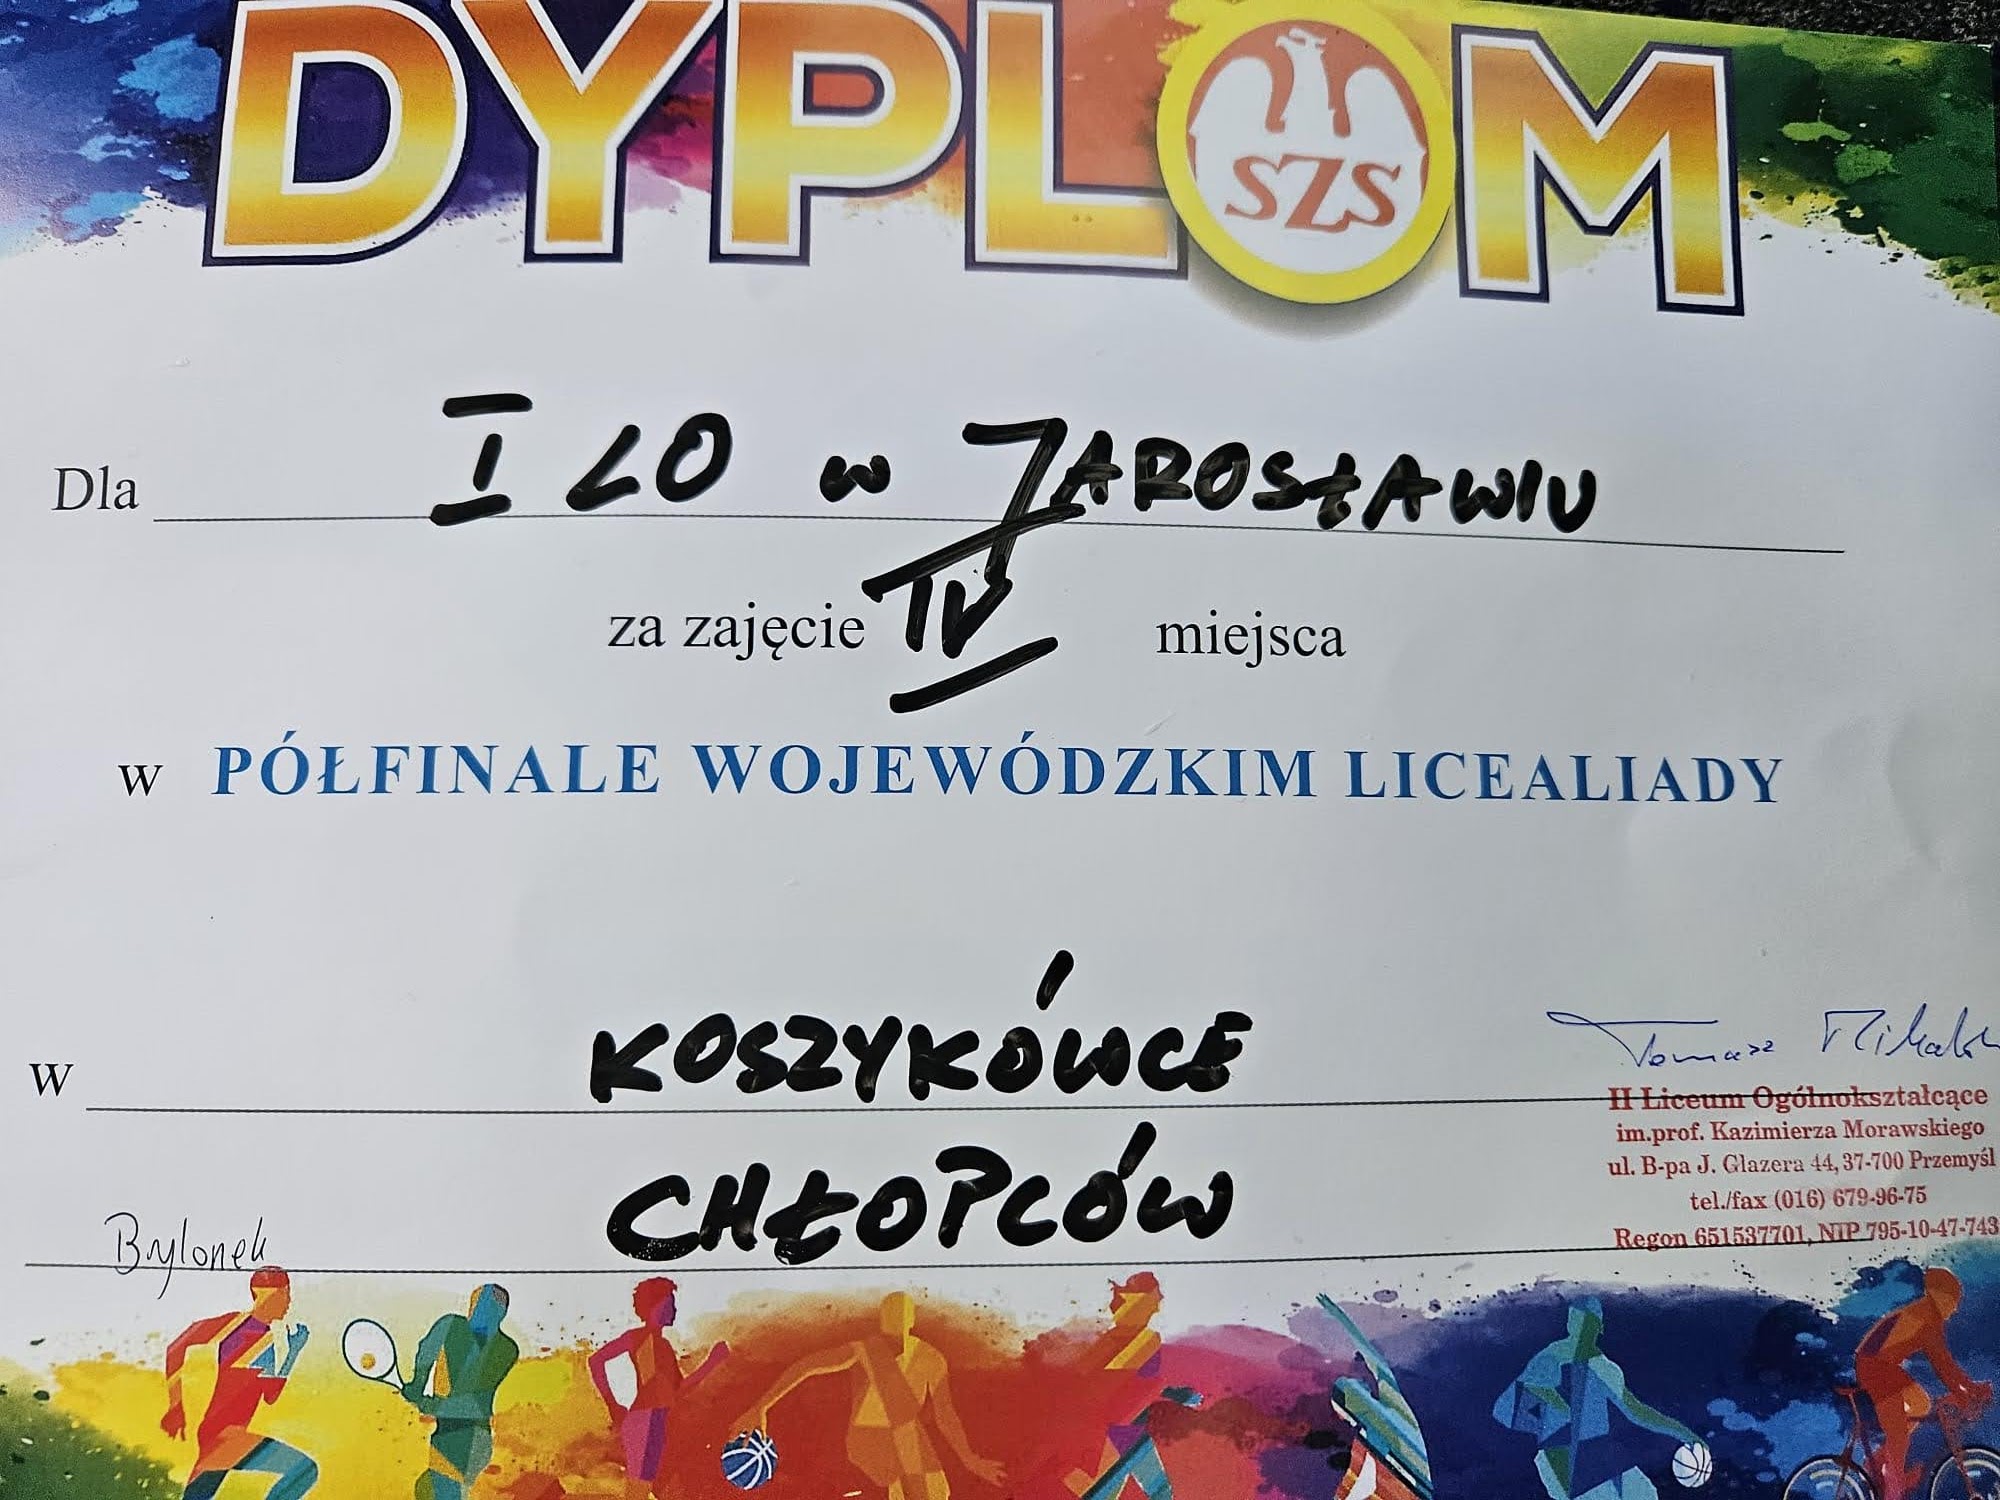 DYPLOM
SZS
Dla I LO w JAROSŁAWIU
za zajęcie IV miejsca
w PÓŁFINALE WOJEWÓDZKIM LICEALIADY
w KOSZYKÓWCE
CHŁOPCÓW
Tomasz
II Liceum Ogólnokształcące
im.prof. Kazimierza Morawskiego
ul. B-pa J. Glazera 44, 37-700 Przemyśl
tel./fax (016) 679-96-75
Regon 651537701, NIP 795-10-47-743